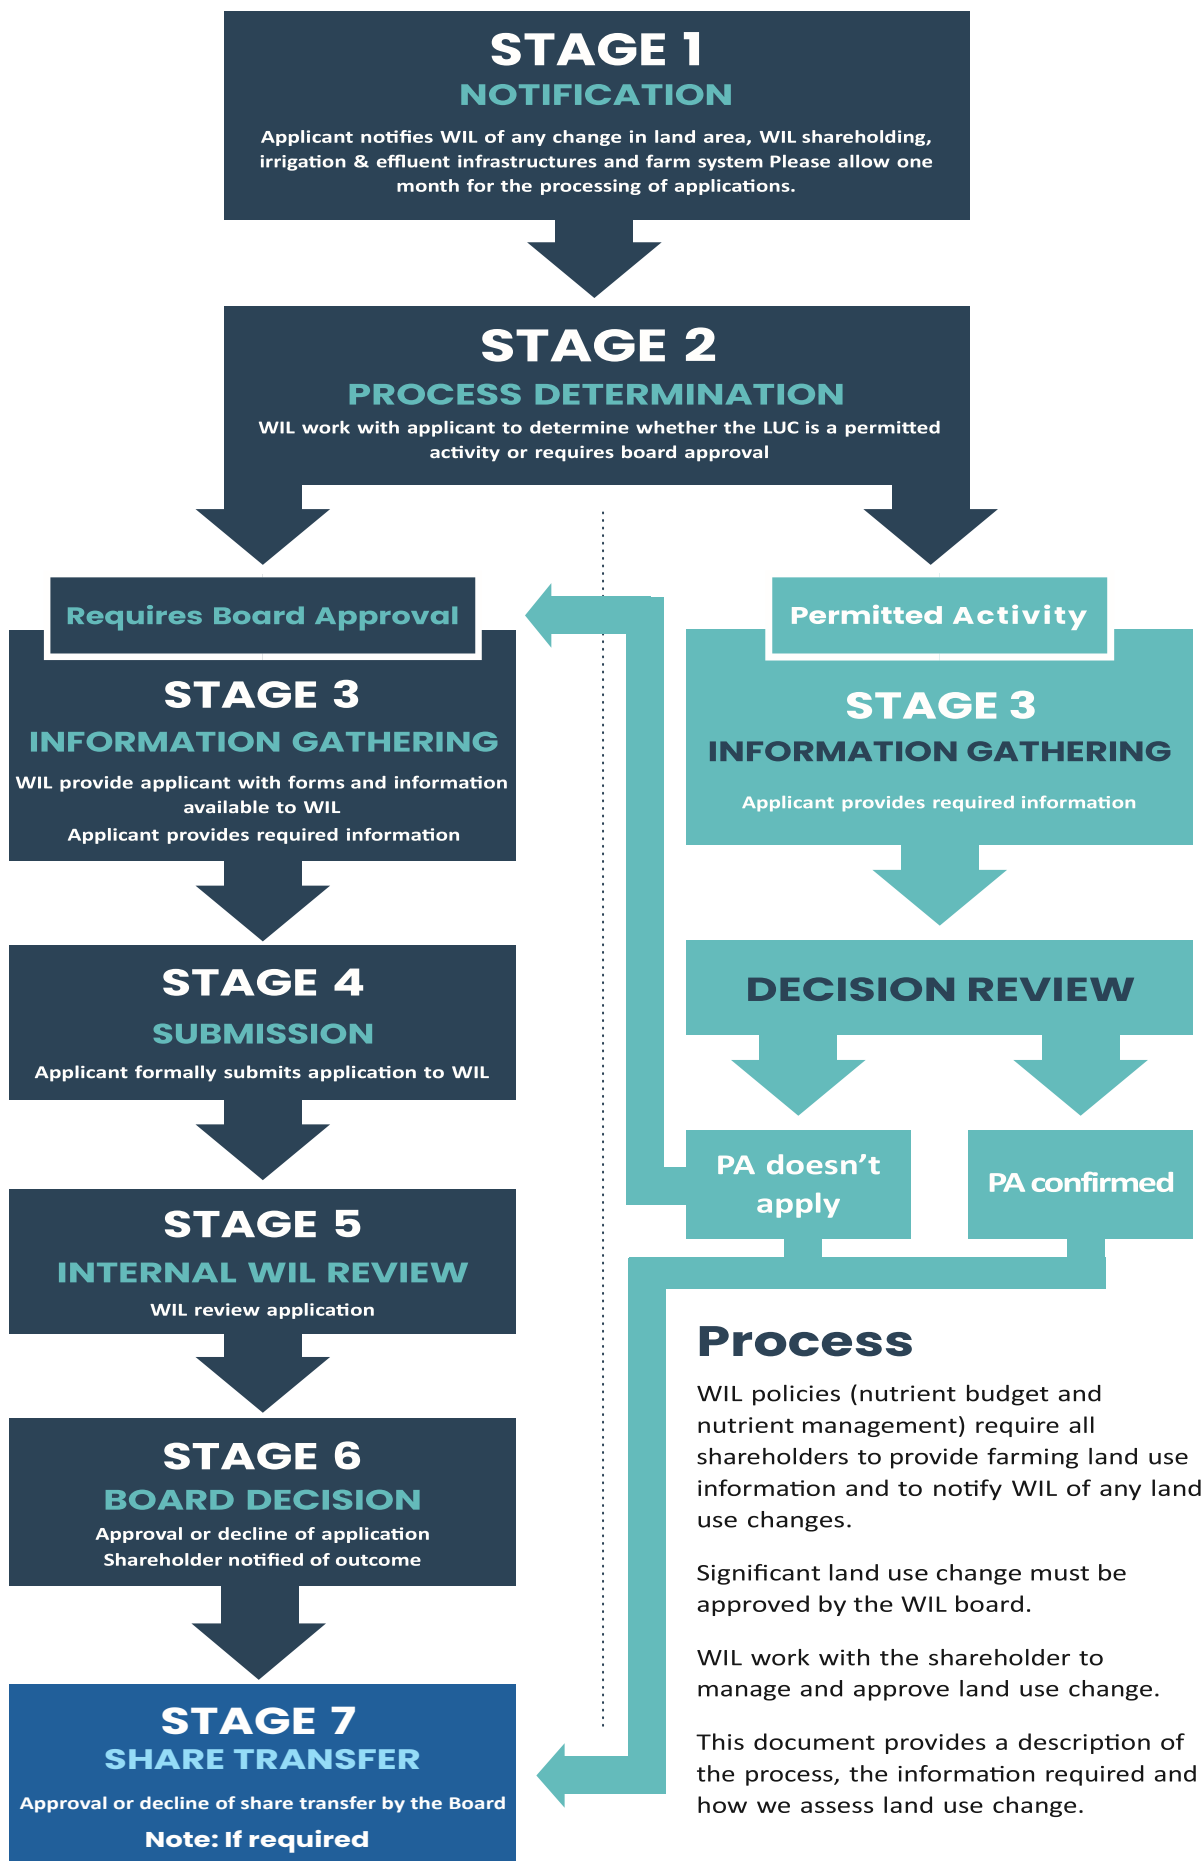 STAGE 1
NOTIFICATION
Applicant notifies WIL of any change in land area, WIL shareholding,
irrigation & effluent infrastructures and farm system Please allow one
month for the processing of applications.
STAGE 2
PROCESS DETERMINATION
WIL work with applicant to determine whether the LUC is a permitted
activity or requires board approval
Requires Board Approval
STAGE 3
INFORMATION GATHERING
WIL provide applicant with forms and information
available to WIL
Applicant provides required information
STAGE 4
SUBMISSION
Applicant formally submits application to WIL
STAGE 5
INTERNAL WIL REVIEW
WIL review application
STAGE 6
BOARD DECISION
Approval or decline of application
Shareholder notified of outcome
STAGE 7
SHARE TRANSFER
Approval or decline of share transfer by the Board
Note: If required
Permitted Activity
STAGE 3
INFORMATION GATHERING
Applicant provides required information
DECISION REVIEW
PA doesn't
apply
PA confirmed
Process
WIL policies (nutrient budget and
nutrient management) require all
shareholders to provide farming land use
information and to notify WIL of any land
use changes.
Significant land use change must be
approved by the WIL board.
WIL work with the shareholder to
manage and approve land use change.
This document provides a description of
the process, the information required and
how we assess land use change.